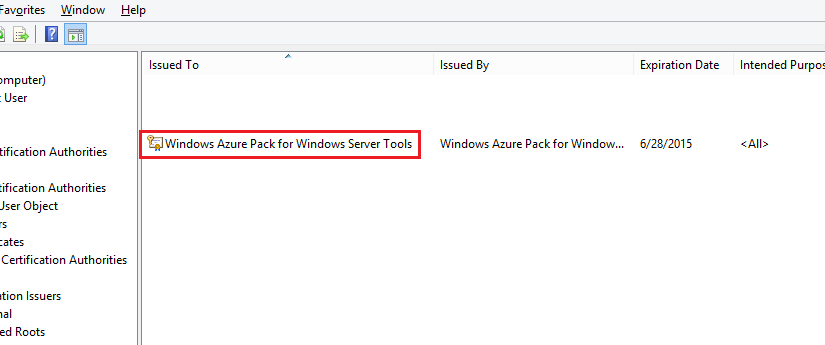 Favorites Window Help
Issued To Issued By Expiration Date Intended Purpos
omputer)
t User
Windows Azure Pack for Windows Server Tools Windows Azure Pack for Window... 6/28/2015 <All>
tification Authorities
tification Authorities
User Object
rs
cates
Certification Authorities
ation Issuers
nal
ed Roots